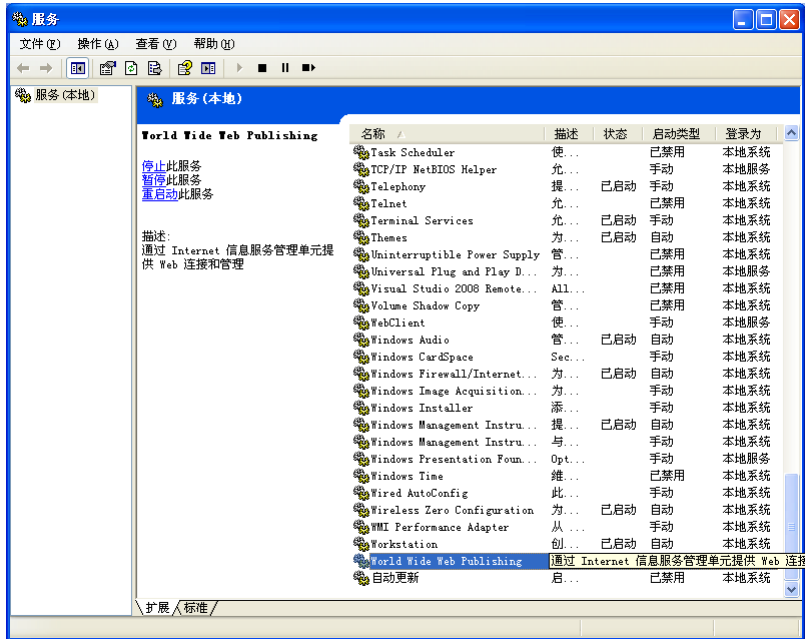 服务
文件(F) 操作(A) 查看(V) 帮助(H)
服务(本地)
服务(本地)
World Wide Web Publishing
停止此服务
暂停此服务
重启动此服务
描述:
通过 Internet 信息服务管理单元提
供 Web 连接和管理
名称 描述 状态 启动类型 登录为
Task Scheduler 使... 已禁用 本地系统
TCP/IP NetBIOS Helper 允... 手动 本地服务
Telephony 提... 已启动 手动 本地系统
Telnet 允... 已禁用 本地系统
Terminal Services 允... 已启动 手动 本地系统
Themes 为... 已启动 自动 本地系统
Uninterruptible Power Supply 管... 已禁用 本地系统
Universal Plug and Play D... 为... 已禁用 本地服务
Visual Studio 2008 Remote... All... 已禁用 本地系统
Volume Shadow Copy 管... 已禁用 本地系统
WebClient 使... 手动 本地服务
Windows Audio 管... 已启动 自动 本地系统
Windows CardSpace Sec... 手动 本地系统
Windows Firewall/Internet... 为... 已启动 自动 本地系统
Windows Image Acquisition... 为... 手动 本地系统
Windows Installer 添... 手动 本地系统
Windows Management Instru... 提... 已启动 自动 本地系统
Windows Management Instru... 与... 手动 本地系统
Windows Presentation Foun... Opt... 手动 本地服务
Windows Time 维... 已禁用 本地系统
Wired AutoConfig 此... 手动 本地系统
Wireless Zero Configuration 为... 已启动 自动 本地系统
WMI Performance Adapter 从 ... 手动 本地系统
Workstation 创... 已启动 自动 本地系统
World Wide Web Publishing 通过 Internet 信息服务管理单元提供 Web 连接
自动更新 启... 已禁用 本地系统
扩展 标准